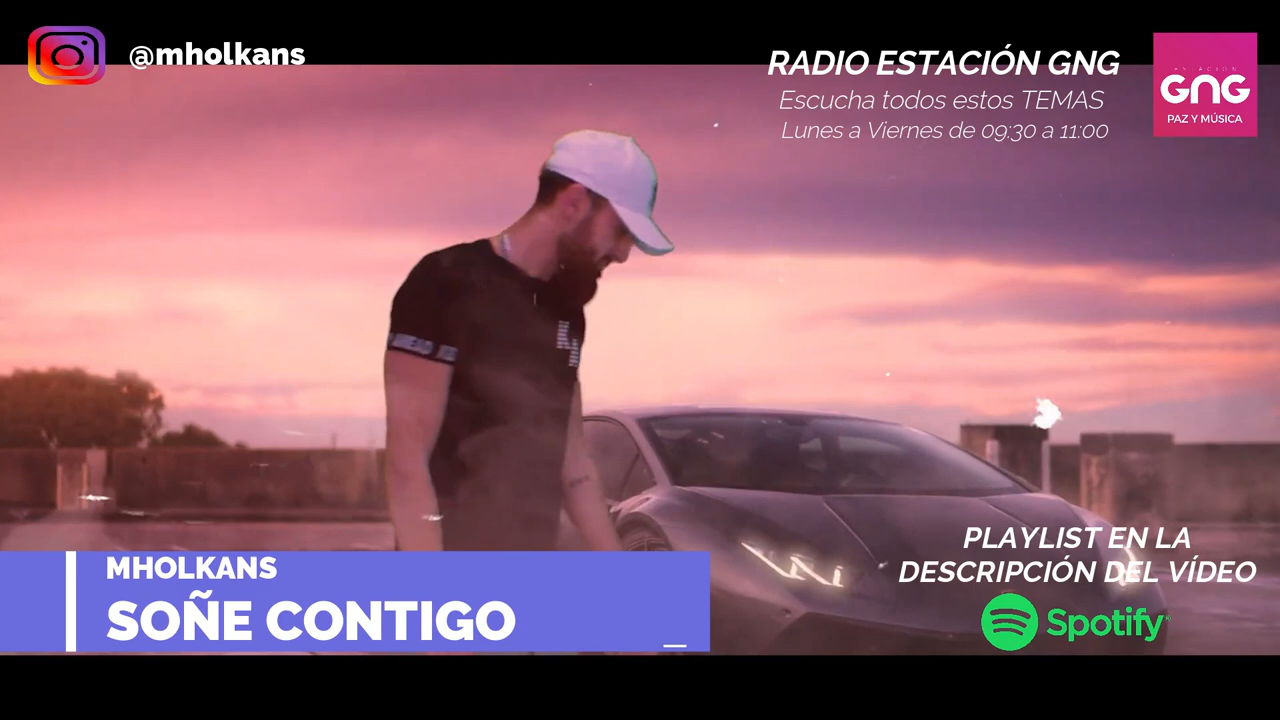 @mholkans
RADIO ESTACIÓN GNG
Escucha todos estos TEMAS
Lunes a Viernes de 09:30 a 11:00
ESTACIÓN
GNG
PAZ Y MÚSICA
PLAYLIST EN LA
DESCRIPCIÓN DEL VÍDEO
Spotify
MHOLKANS
SOÑE CONTIGO